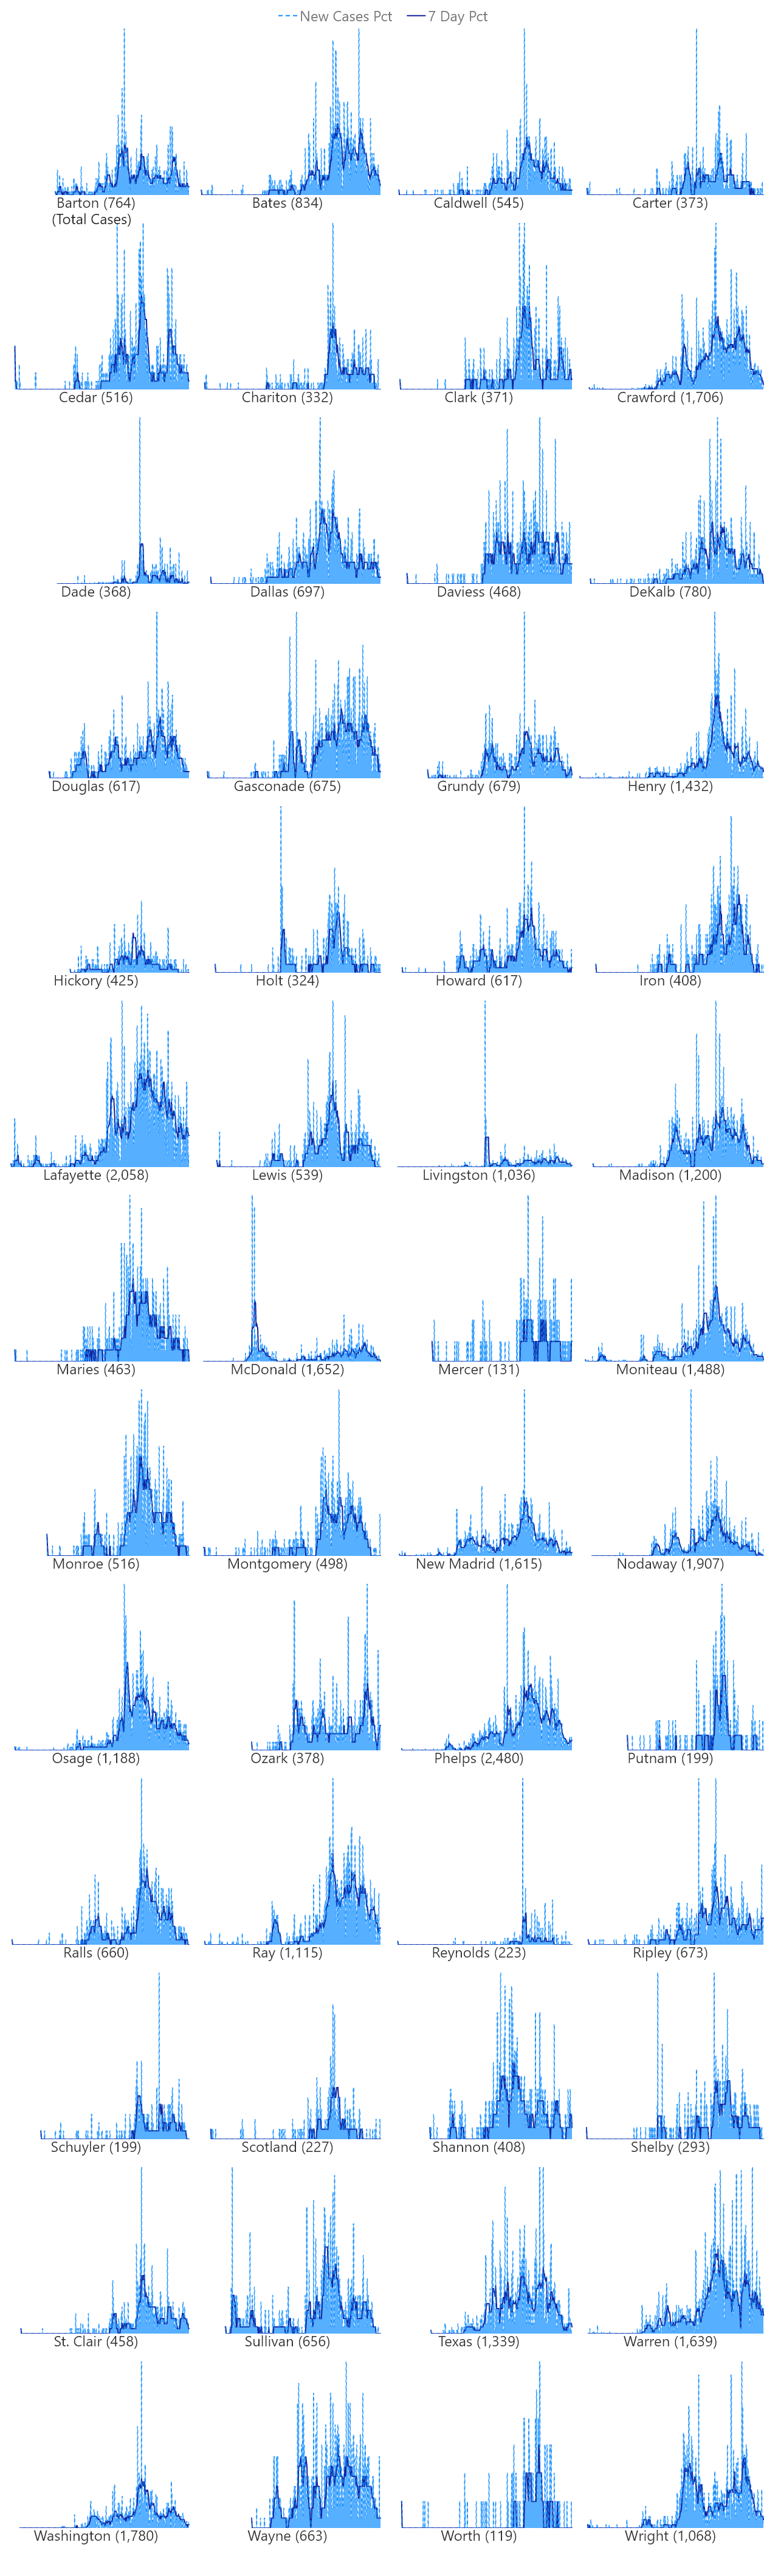 New Cases Pct 7 Day Pct
Barton (764) Bates (834) Caldwell (545) Carter (373)
(Total Cases)
Cedar (516) Chariton (332) Clark (371) Crawford (1,706)
Dade (368) Dallas (697) Daviess (468) DeKalb (780)
Douglas (617) Gasconade (675) Grundy (679) Henry (1,432)
Hickory (425) Holt (324) Howard (617) Iron (408)
Lafayette (2,058) Lewis (539) Livingston (1,036) Madison (1,200)
Maries (463) McDonald (1,652) Mercer (131) Moniteau (1,488)
Monroe (516) Montgomery (498) New Madrid (1,615) Nodaway (1,907)
Osage (1,188) Ozark (378) Phelps (2,480) Putnam (199)
Ralls (660) Ray (1,115) Reynolds (223) Ripley (673)
Schuyler (199) Scotland (227) Shannon (408) Shelby (293)
St. Clair (458) Sullivan (656) Texas (1,339) Warren (1,639)
Washington (1,780) Wayne (663) Worth (119) Wright (1,068)